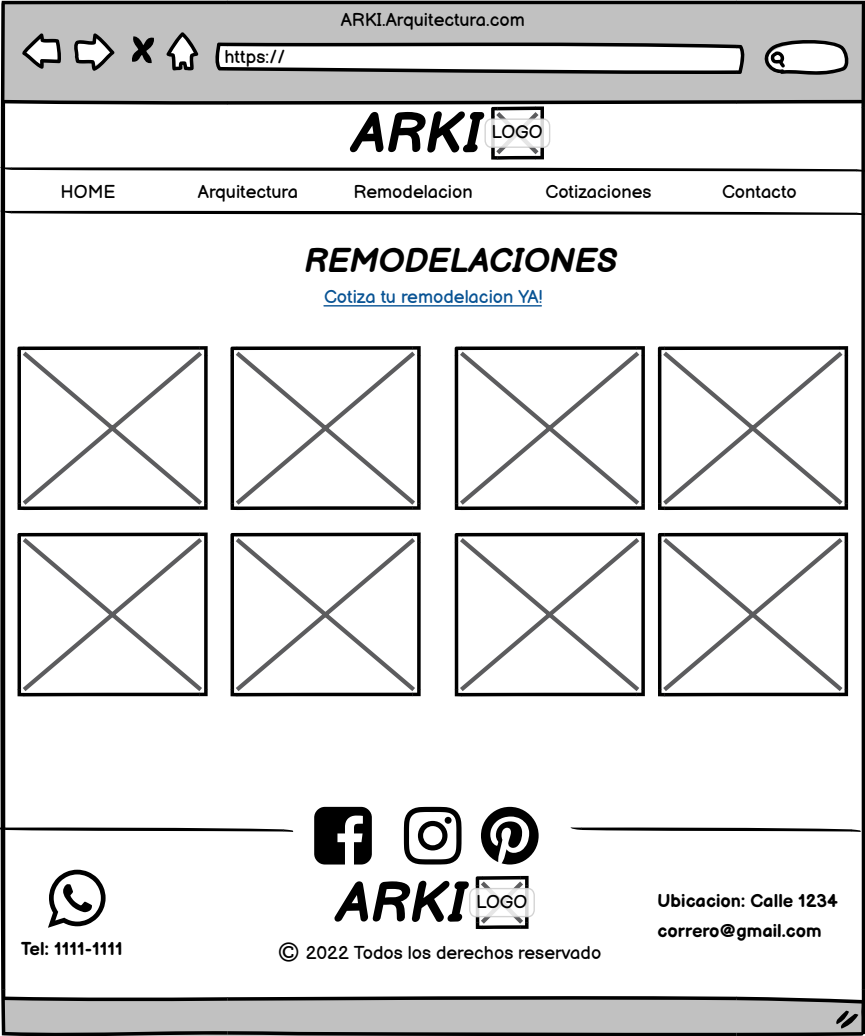 ARKI.Arquitectura.com
https://
ARKI LOGO
HOME Arquitectura Remodelacion Cotizaciones Contacto
REMODELACIONES
Cotiza tu remodelacion YA!
ARKI LOGO
Ubicacion: Calle 1234
correro@gmail.com
Tel: 1111-1111
© 2022 Todos los derechos reservado